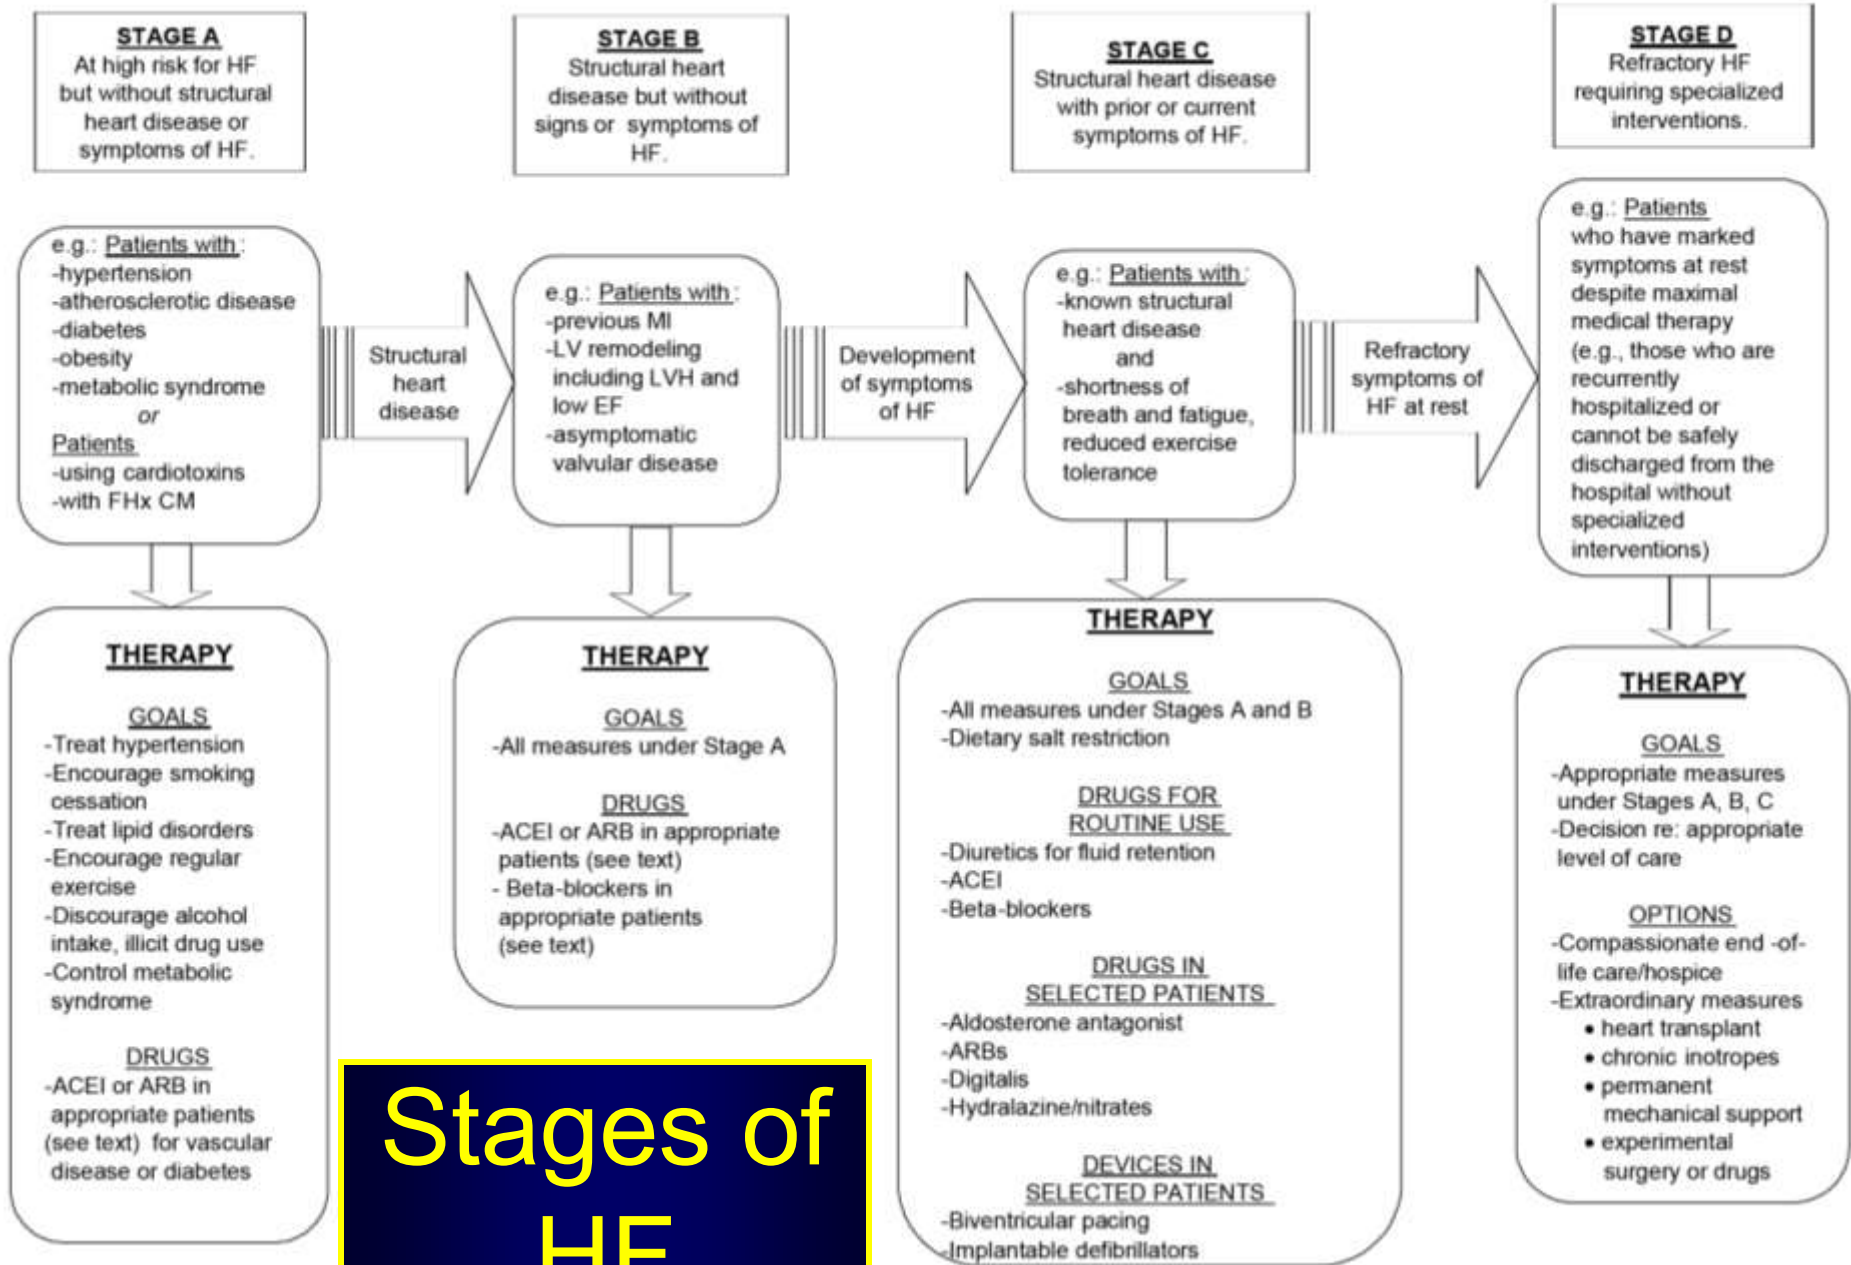 STAGE A
At high risk for HF
but without structural
heart disease or
symptoms of HF.
STAGE B
Structural heart
disease but without
signs or symptoms of
HF.
STAGE C
Structural heart disease
with prior or current
symptoms of HF.
STAGE D
Refractory HF
requiring specialized
interventions.
e.g.: Patients with:
-hypertension
-atherosclerotic disease
-diabetes
-obesity
-metabolic syndrome
or
Patients
-using cardiotoxins
-with FHx CM
Structural
heart
disease
e.g.: Patients with:
-previous MI
-LV remodeling
including LVH and
low EF
-asymptomatic
valvular disease
Development
of symptoms
of HF
e.g.: Patients with:
-known structural
heart disease
and
-shortness of
breath and fatigue,
reduced exercise
tolerance
Refractory
symptoms of
HF at rest
e.g.: Patients
who have marked
symptoms at rest
despite maximal
medical therapy
(e.g., those who are
recurrently
hospitalized or
cannot be safely
discharged from the
hospital without
specialized
interventions)
THERAPY
GOALS
-Treat hypertension
-Encourage smoking
cessation
-Treat lipid disorders
-Encourage regular
exercise
-Discourage alcohol
intake, illicit drug use
-Control metabolic
syndrome
DRUGS
-ACEI or ARB in
appropriate patients
(see text) for vascular
disease or diabetes
THERAPY
GOALS
-All measures under Stage A
DRUGS
-ACEI or ARB in appropriate
patients (see text)
- Beta-blockers in
appropriate patients
(see text)
THERAPY
GOALS
-All measures under Stages A and B
-Dietary salt restriction
DRUGS FOR
ROUTINE USE
-Diuretics for fluid retention
-ACEI
-Beta-blockers
DRUGS IN
SELECTED PATIENTS
-Aldosterone antagonist
-ARBs
-Digitalis
-Hydralazine/nitrates
DEVICES IN
SELECTED PATIENTS
-Biventricular pacing
-Implantable defibrillators
THERAPY
GOALS
-Appropriate measures
under Stages A, B, C
-Decision re: appropriate
level of care
OPTIONS
-Compassionate end -of-
life care/hospice
-Extraordinary measures
• heart transplant
• chronic inotropes
• permanent
mechanical support
• experimental
surgery or drugs
Stages of
HF